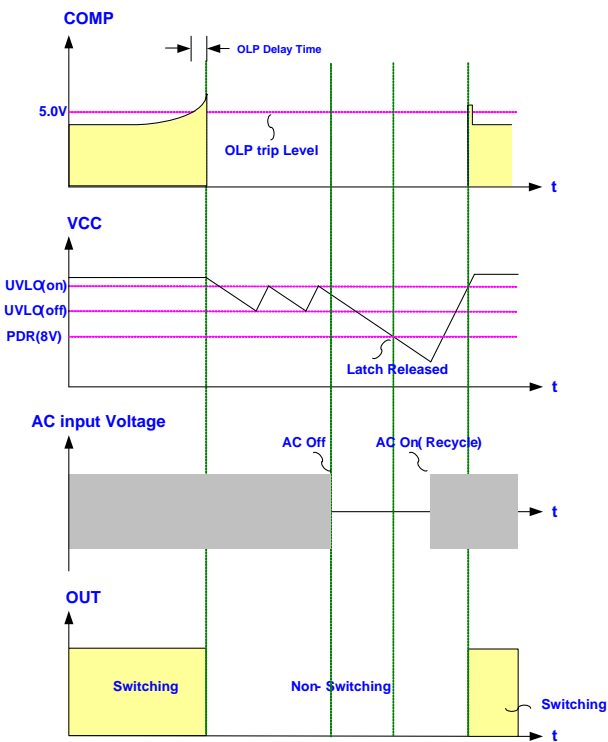 COMP
OLP Delay Time
5.0V
OLP trip Level
t
VCC
UVLO(on)
UVLO(off)
PDR(8V)
Latch Released
t
AC input Voltage
AC Off
AC On( Recycle)
t
OUT
Switching
Non- Switching
Switching
t